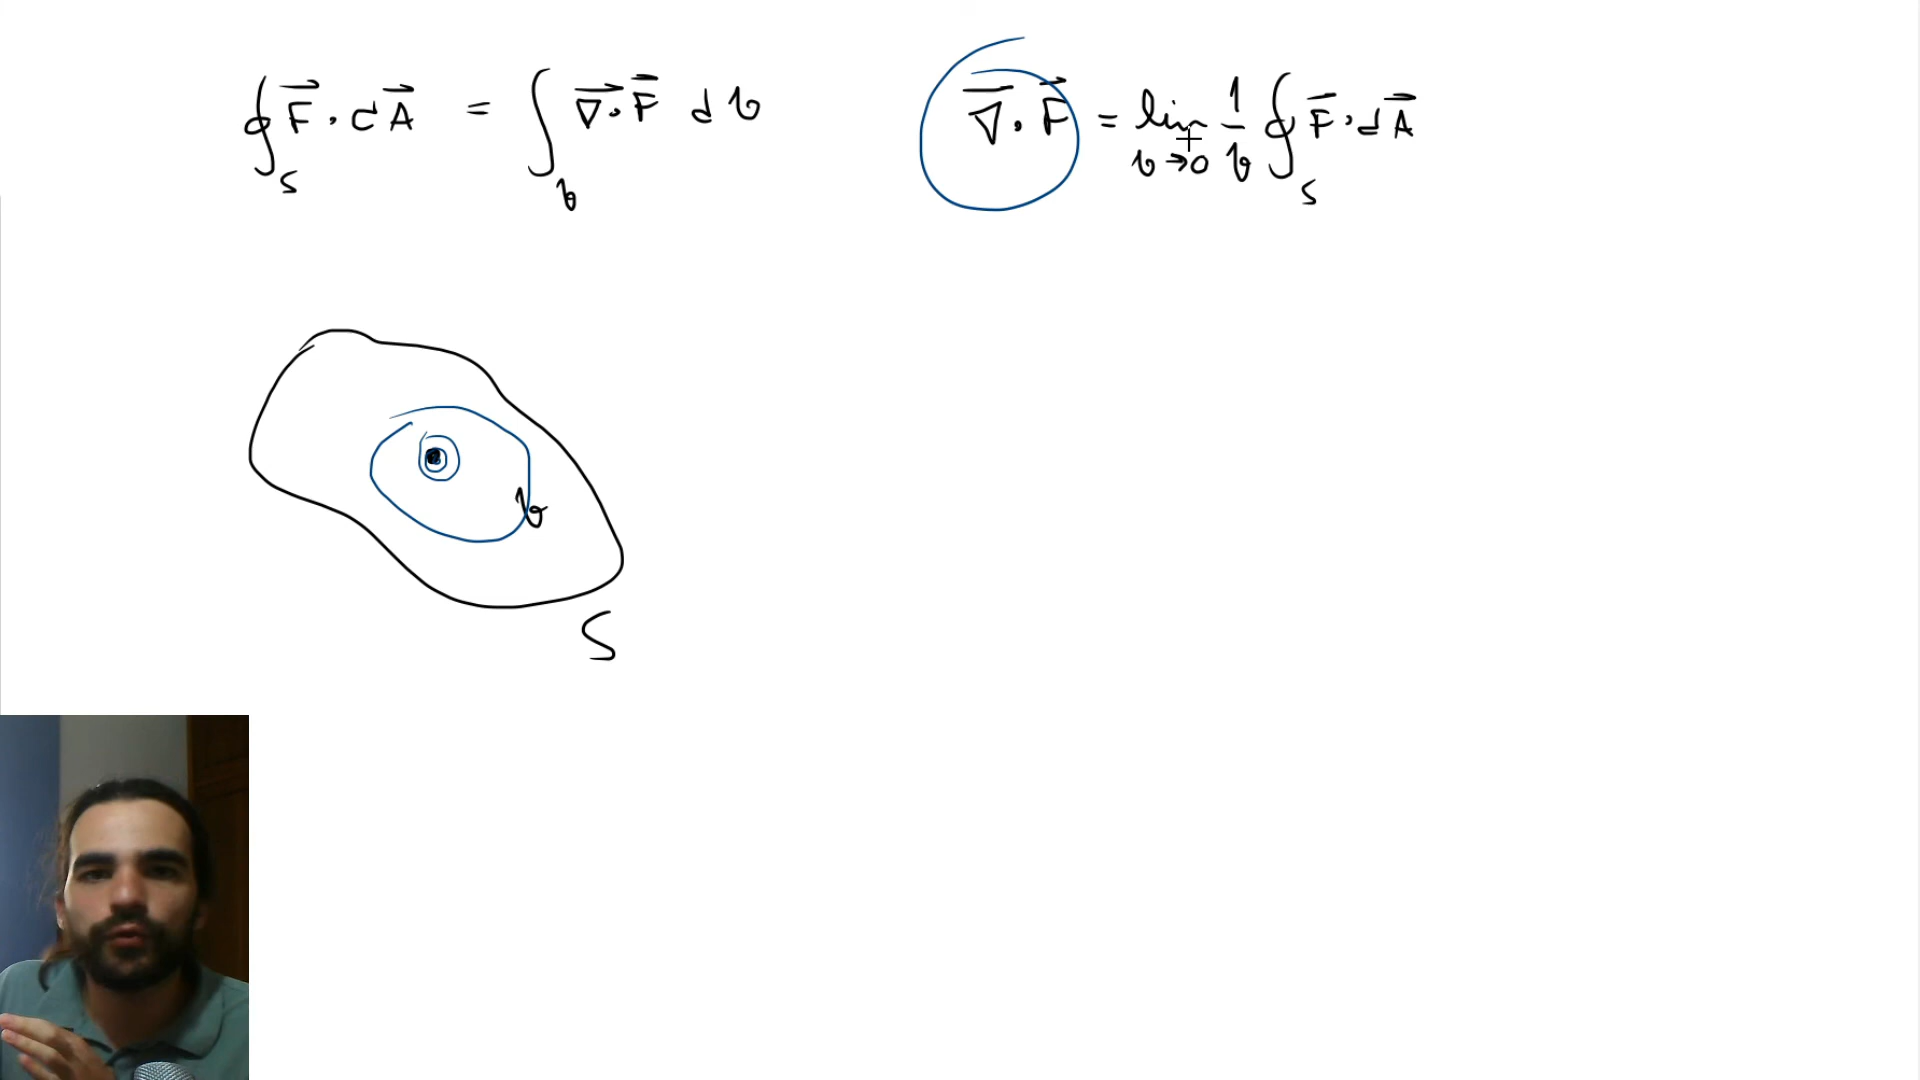 ∮_S F⃗ · dA⃗ = ∫_v ∇⃗ · F⃗ dv
∇⃗ · F⃗ = lim_{v→0} 1/v ∮_S F⃗ · dA⃗
v
S